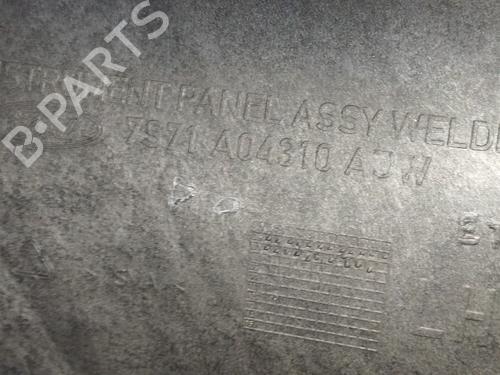 B-PARTS
INSTRUMENT PANEL ASSY WELDE
7S71 A04310 AJW